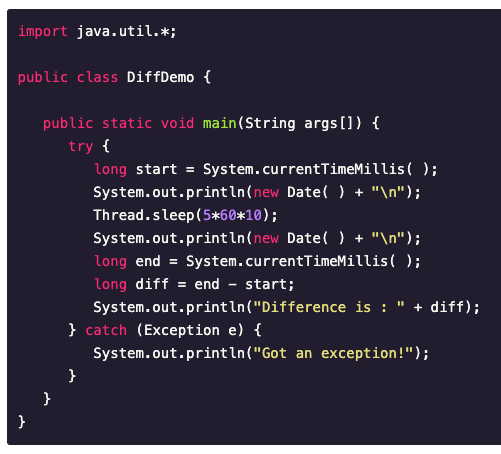 import java.util.*;

public class DiffDemo {

   public static void main(String args[]) {
      try {
         long start = System.currentTimeMillis( );
         System.out.println(new Date( ) + "\n");
         Thread.sleep(5*60*10);
         System.out.println(new Date( ) + "\n");
         long end = System.currentTimeMillis( );
         long diff = end - start;
         System.out.println("Difference is : " + diff);
      } catch (Exception e) {
         System.out.println("Got an exception!");
      }
   }
}